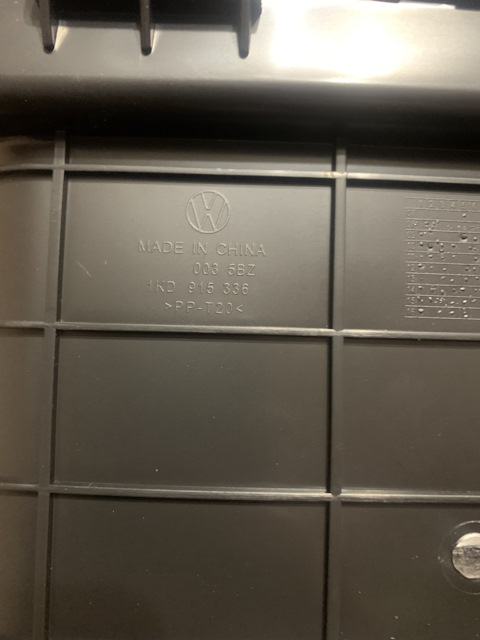 MADE IN CHINA
003 5BZ
1KD 915 336
>PP-T20<